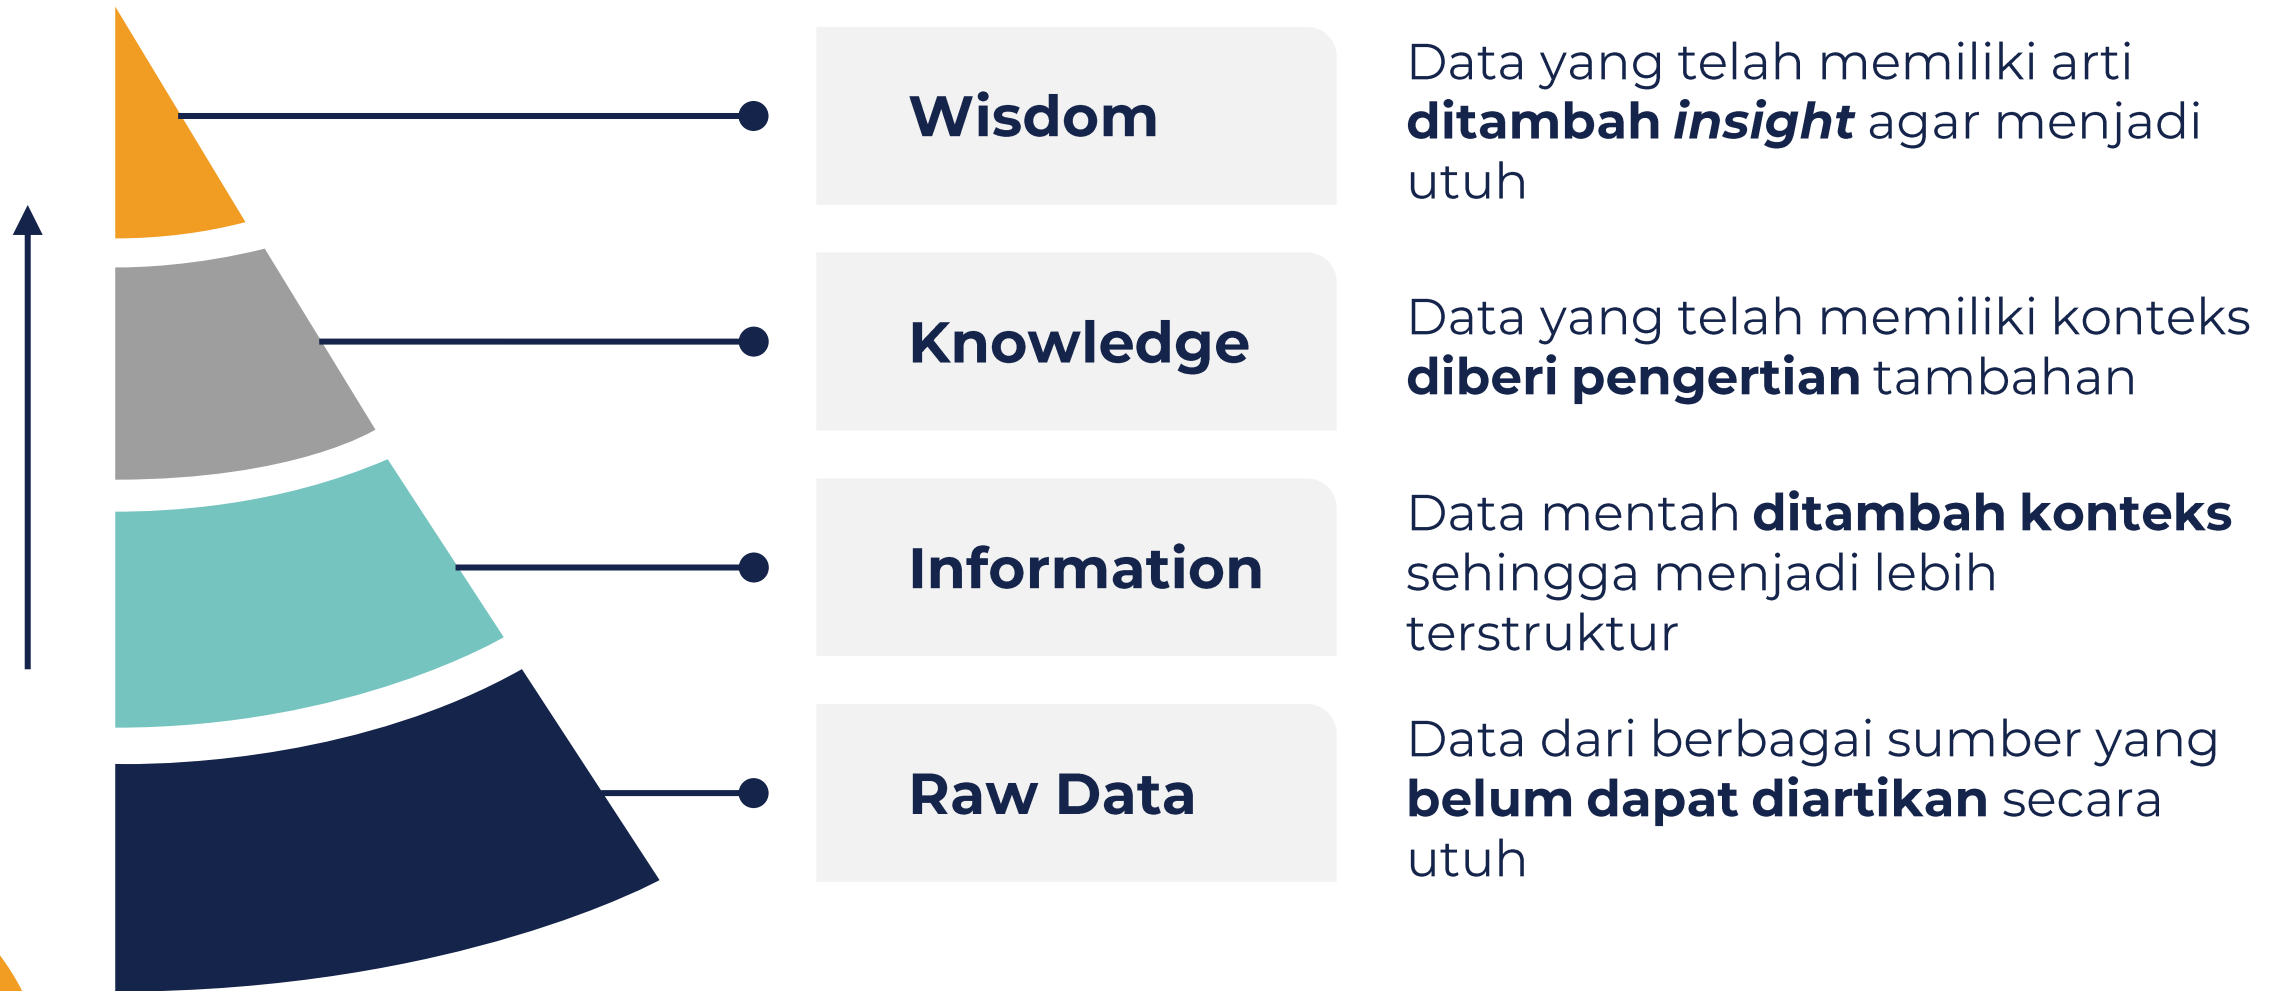 Wisdom
Data yang telah memiliki arti
ditambah insight agar menjadi
utuh
Knowledge
Data yang telah memiliki konteks
diberi pengertian tambahan
Information
Data mentah ditambah konteks
sehingga menjadi lebih
terstruktur
Raw Data
Data dari berbagai sumber yang
belum dapat diartikan secara
utuh